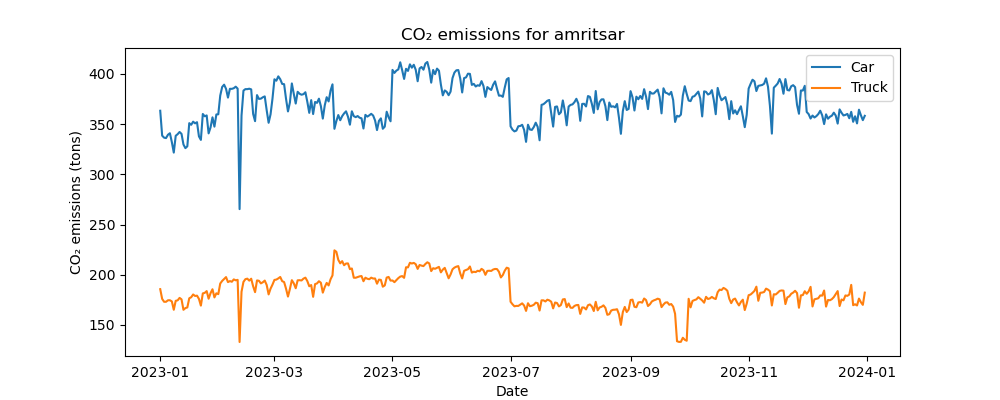 CO₂ emissions for amritsar
Car
Truck
CO₂ emissions (tons)
400
350
300
250
200
150
2023-01
2023-03
2023-05
2023-07
2023-09
2023-11
2024-01
Date